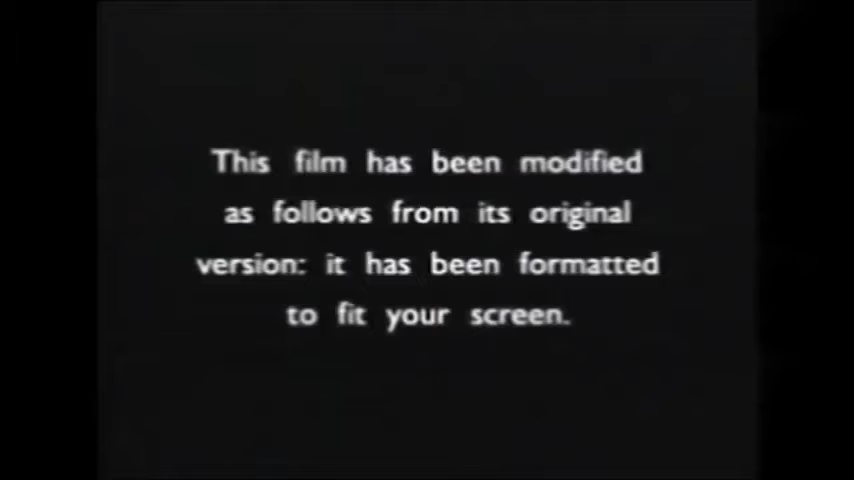 This film has been modified
as follows from its original
version: it has been formatted
to fit your screen.